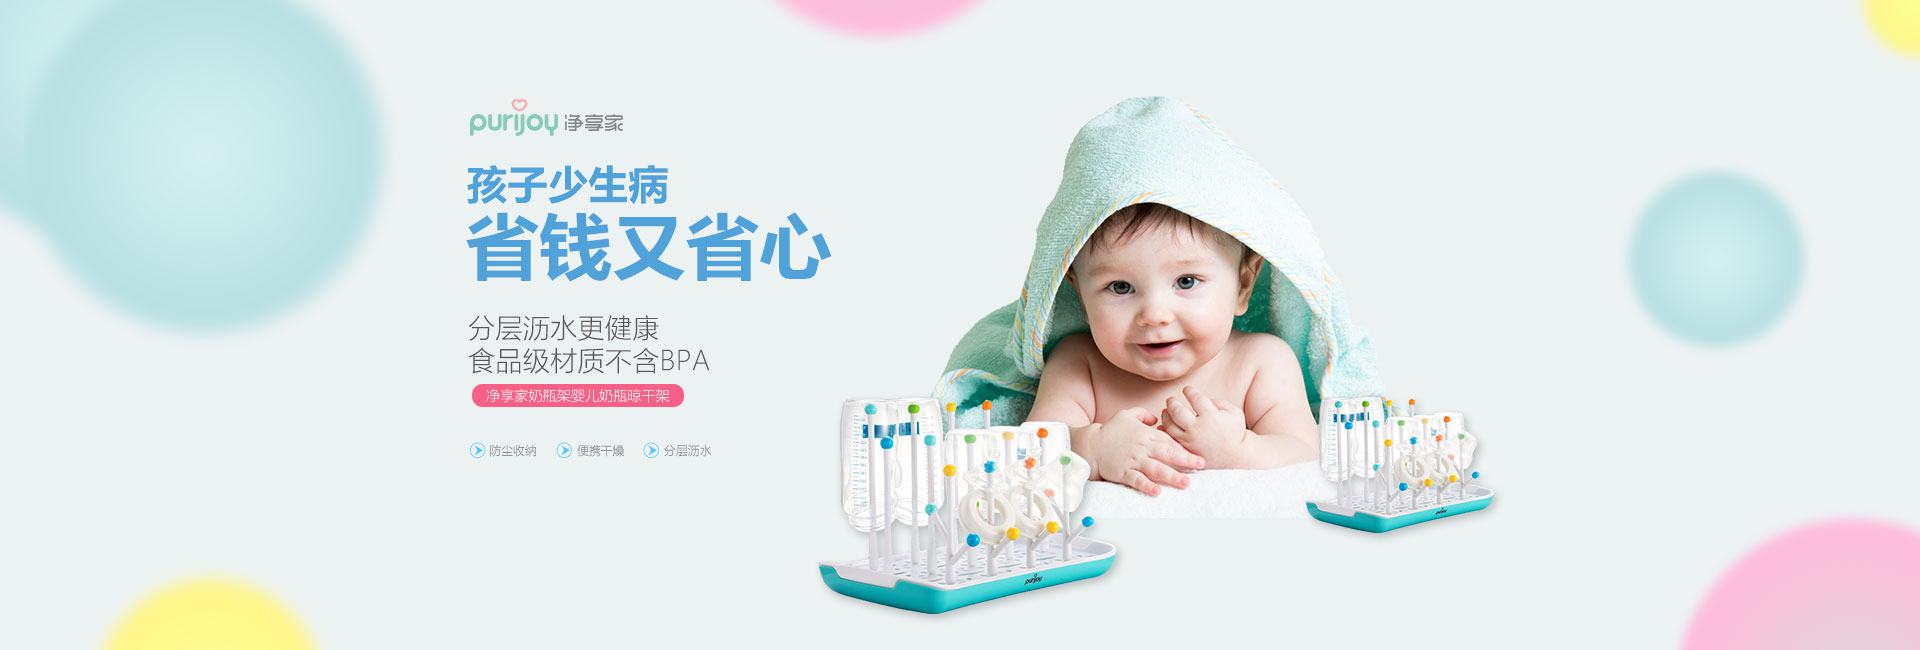 purijoy 净享家
孩子少生病
省钱又省心
分层沥水更健康
食品级材质不含BPA
净享家奶瓶架婴儿奶瓶晾干架
防尘收纳 便携干燥 分层沥水
purijoy
purijoy